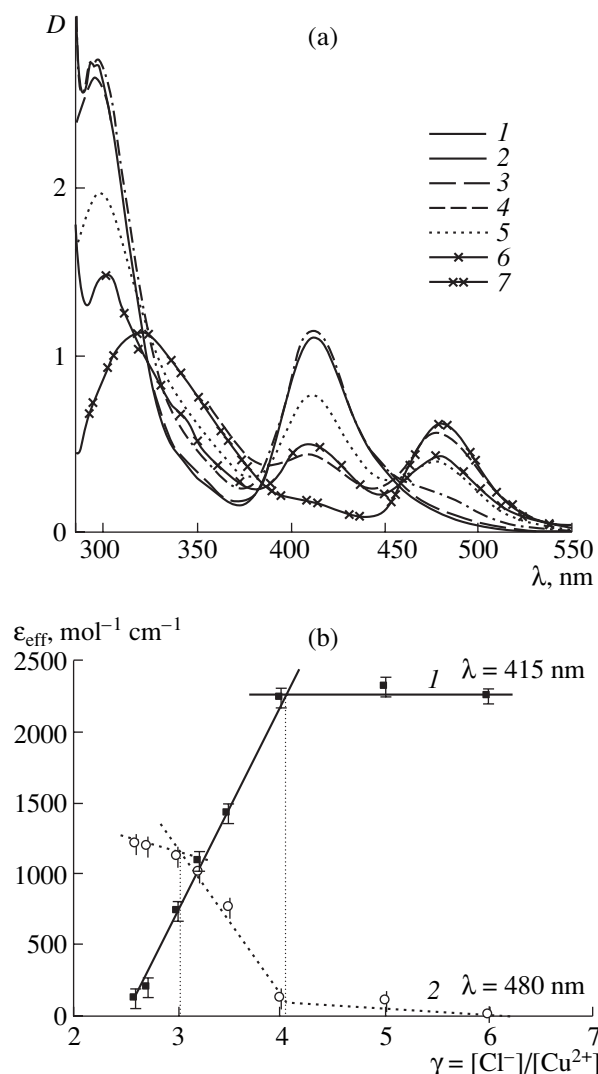 D
(a)
1
2
3
4
5
6
7
2
1
0
300 350 400 450 500 550
λ, nm
(b)
ε_eff, mol⁻¹ cm⁻¹
2500
2000
1500
1000
500
0
1 λ = 415 nm
2 λ = 480 nm
2 3 4 5 6 7
γ = [Cl⁻]/[Cu²⁺]